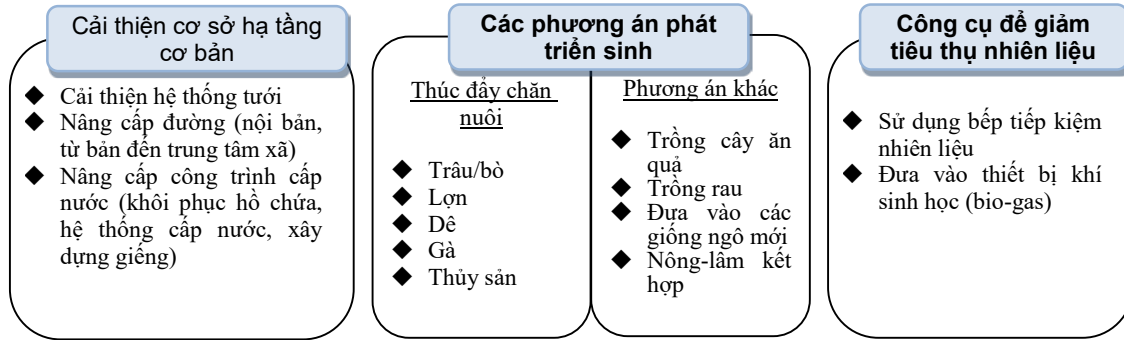 Cải thiện cơ sở hạ tầng
cơ bản
◆ Cải thiện hệ thống tưới
◆ Nâng cấp đường (nội bản,
từ bản đến trung tâm xã)
◆ Nâng cấp công trình cấp
nước (khôi phục hồ chứa,
hệ thống cấp nước, xây
dựng giếng)
Các phương án phát
triển sinh
Thúc đẩy chăn
nuôi
◆ Trâu/bò
◆ Lợn
◆ Dê
◆ Gà
◆ Thủy sản
Phương án khác
◆ Trồng cây ăn
quả
◆ Trồng rau
◆ Đưa vào các
giống ngô mới
◆ Nông-lâm kết
hợp
Công cụ để giảm
tiêu thụ nhiên liệu
◆ Sử dụng bếp tiếp kiệm
nhiên liệu
◆ Đưa vào thiết bị khí
sinh học (bio-gas)